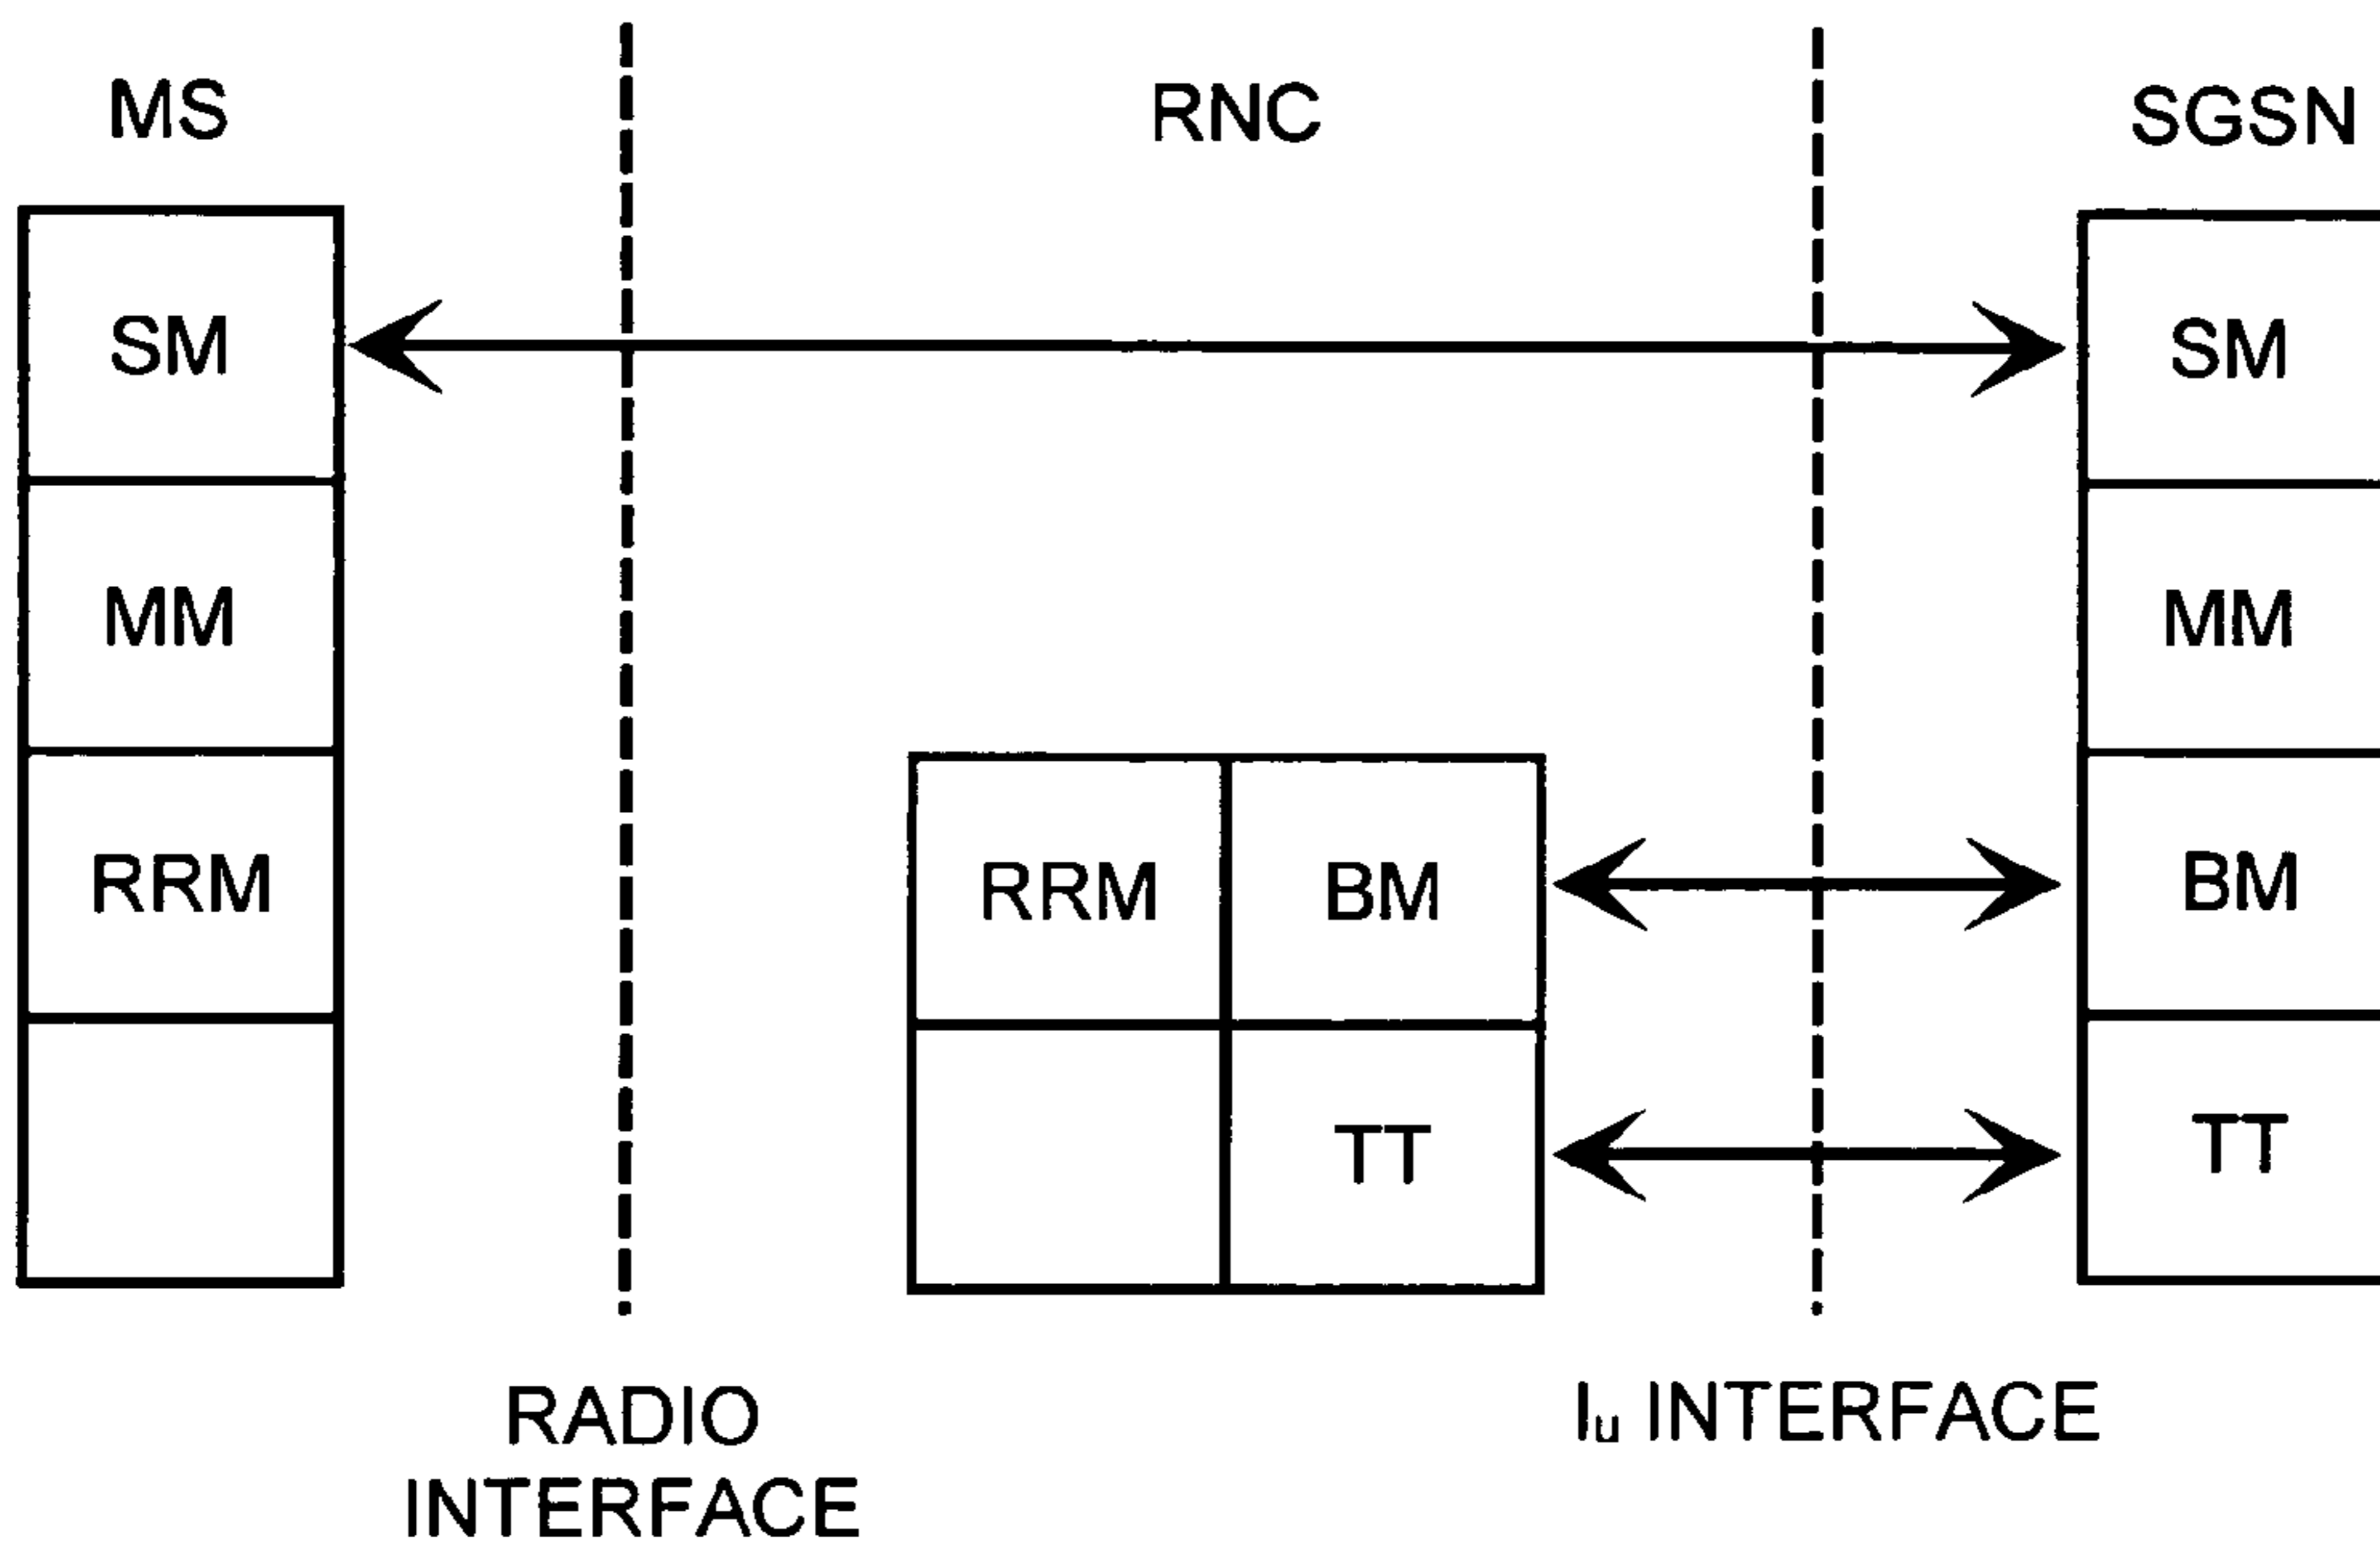 MS
RNC
SGSN
SM
SM
MM
MM
RRM
RRM
BM
BM
TT
TT
RADIO
INTERFACE
Iu INTERFACE